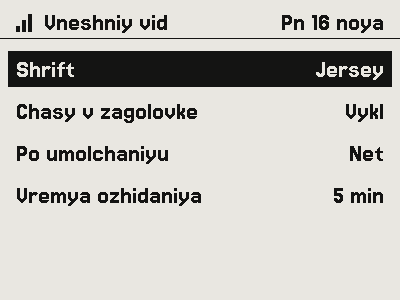 Vneshniy vid Pn 16 noya
Shrift Jersey
Chasy v zagolovke Vykl
Po umolchaniyu Net
Vremya ozhidaniya 5 min